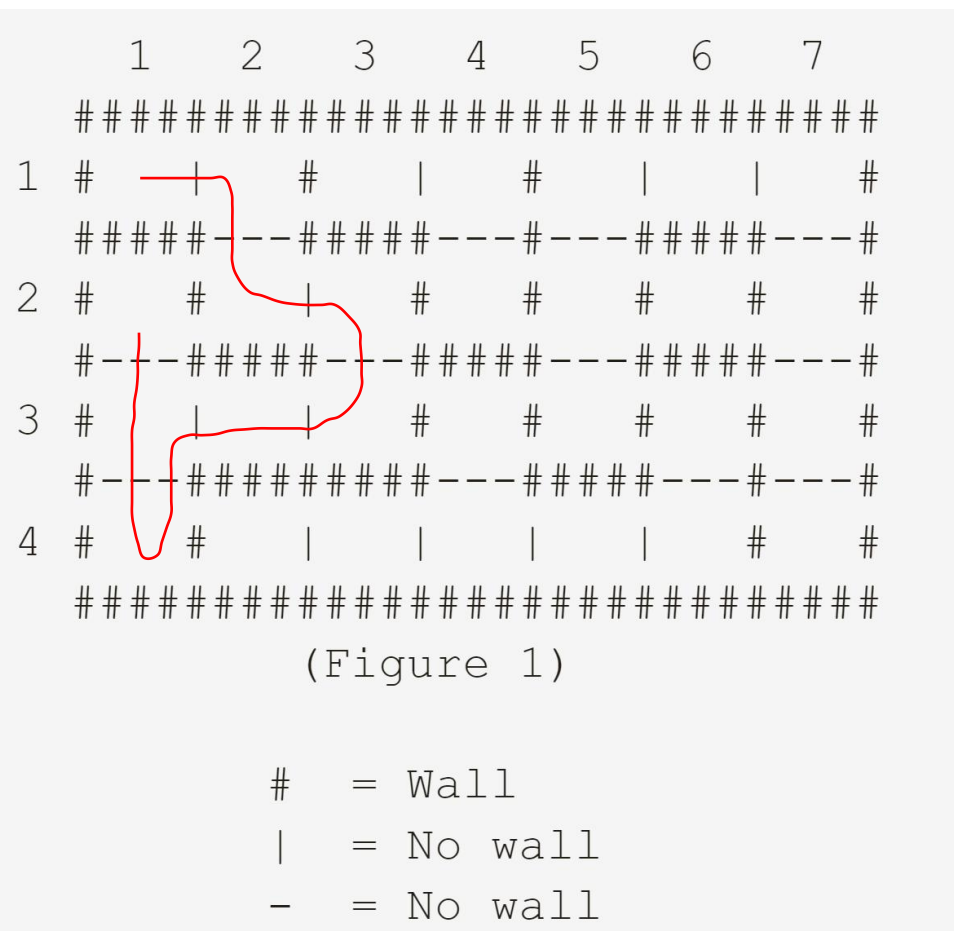 1   2   3   4   5   6   7
  #############################
1 #   |   #   |   #   |   |   #
  #####---#####---#---#####---#
2 #   #   |   #   #   #   #   #
  #---#####---#####---#####---#
3 #   |   |   #   #   #   #   #
  #---#########---#####---#---#
4 #   #   |   |   |   |   #   #
  #############################
          (Figure 1)
         #  = Wall
         |  = No wall
         -  = No wall